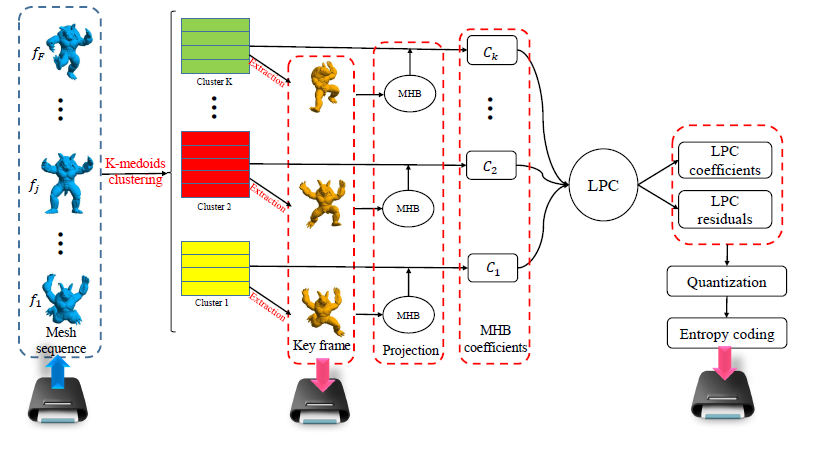 f_F
f_j
f_1
Mesh
sequence
K-medoids
clustering
Cluster K
Cluster 2
Cluster 1
Extraction
Extraction
Extraction
Key frame
MHB
MHB
MHB
Projection
C_k
C_2
C_1
MHB
coefficients
LPC
LPC
coefficients
LPC
residuals
Quantization
Entropy coding